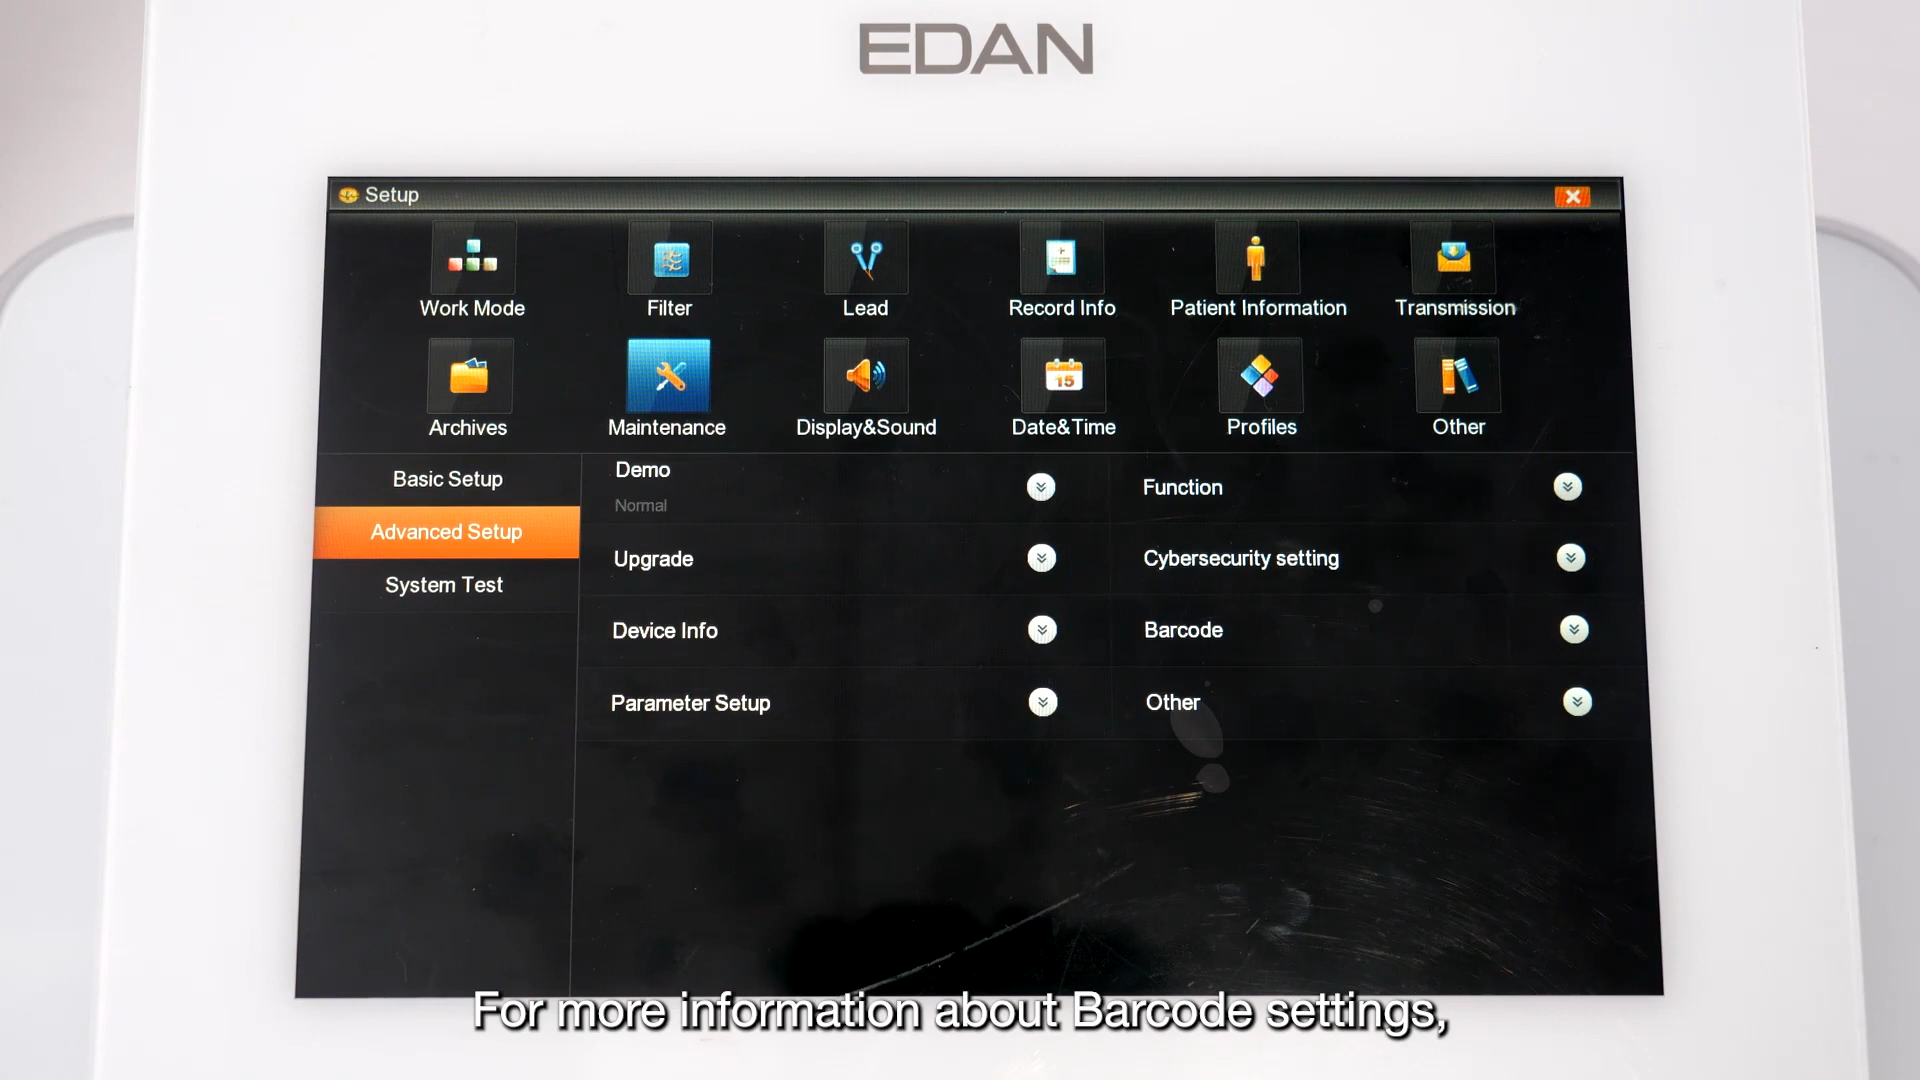 EDAN
Setup
Work Mode
Filter
Lead
Record Info
Patient Information
Transmission
Archives
Maintenance
Display&Sound
15
Date&Time
Profiles
Other
Basic Setup
Advanced Setup
System Test
Demo
Normal
Function
Upgrade
Cybersecurity setting
Device Info
Barcode
Parameter Setup
Other
For more information about Barcode settings,